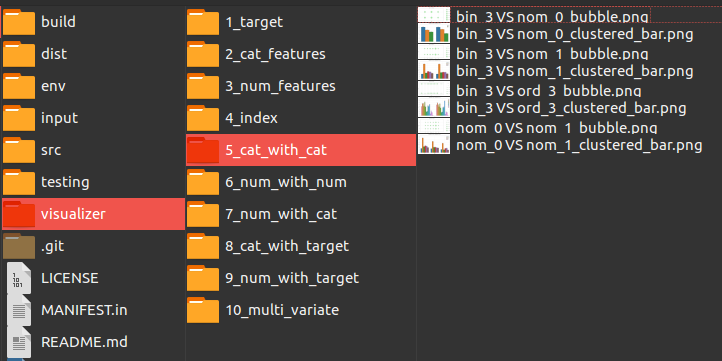 build
dist
env
input
src
testing
visualizer
.git
LICENSE
MANIFEST.in
README.md
1_target
2_cat_features
3_num_features
4_index
5_cat_with_cat
6_num_with_num
7_num_with_cat
8_cat_with_target
9_num_with_target
10_multi_variate
bin_3 VS nom_0_bubble.png
bin_3 VS nom_0_clustered_bar.png
bin_3 VS nom_1_bubble.png
bin_3 VS nom_1_clustered_bar.png
bin_3 VS ord_3_bubble.png
bin_3 VS ord_3_clustered_bar.png
nom_0 VS nom_1_bubble.png
nom_0 VS nom_1_clustered_bar.png